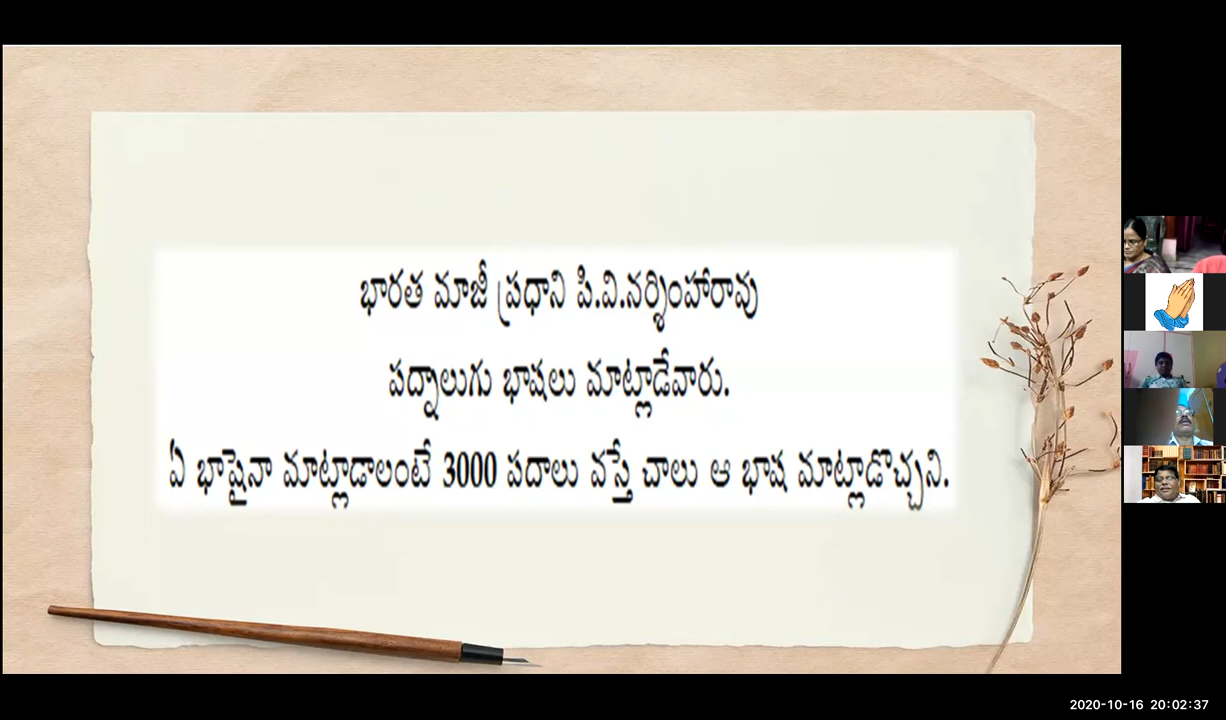 భారత మాజీ ప్రధాని పి.వి.నర్శింహారావు
పద్నాలుగు భాషలు మాట్లాడేవారు.
ఏ భాషైనా మాట్లాడాలంటే 3000 పదాలు వస్తే చాలు ఆ భాష మాట్లాడొచ్చని.
2020-10-16 20:02:37